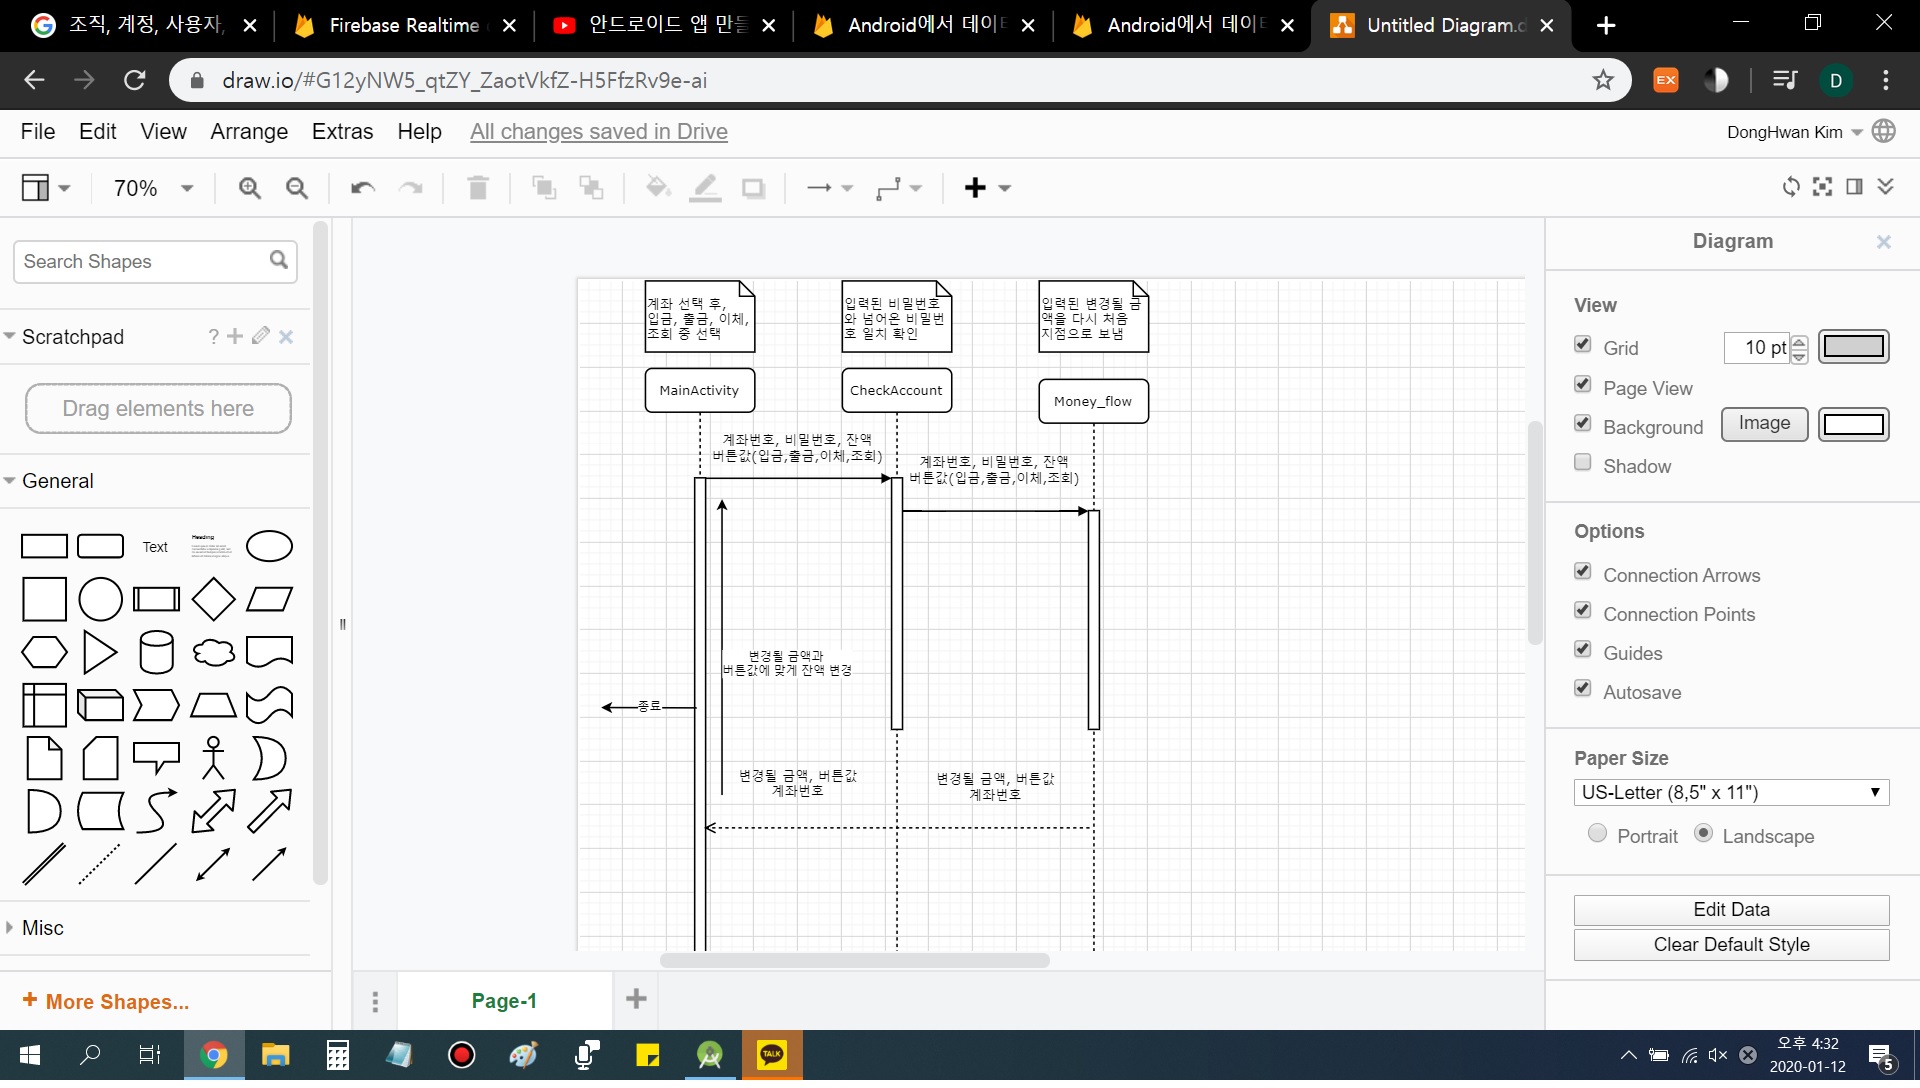 조직, 계정, 사용자,
Firebase Realtime
안드로이드 앱 만들
Android에서 데이터
Android에서 데이터
Untitled Diagram.d
draw.io/#G12yNW5_qtZY_ZaotVkfZ-H5FfzRv9e-ai
EX
D
File Edit View Arrange Extras Help All changes saved in Drive
DongHwan Kim
70%
Search Shapes
Scratchpad
?
Drag elements here
General
Text
Heading
Misc
+ More Shapes...
계좌 선택 후,
입금, 출금, 이체,
조회 중 선택
입력된 비밀번호
와 넘어온 비밀번
호 일치 확인
입력된 변경될 금
액을 다시 처음
지점으로 보냄
MainActivity
CheckAccount
Money_flow
계좌번호, 비밀번호, 잔액
버튼값(입금,출금,이체,조회)
계좌번호, 비밀번호, 잔액
버튼값(입금,출금,이체,조회)
변경될 금액과
버튼값에 맞게 잔액 변경
종료
변경될 금액, 버튼값
계좌번호
변경될 금액, 버튼값
계좌번호
Page-1
Diagram
View
Grid
10 pt
Page View
Background
Image
Shadow
Options
Connection Arrows
Connection Points
Guides
Autosave
Paper Size
US-Letter (8,5" x 11")
Portrait
Landscape
Edit Data
Clear Default Style
TALK
오후 4:32
2020-01-12
5